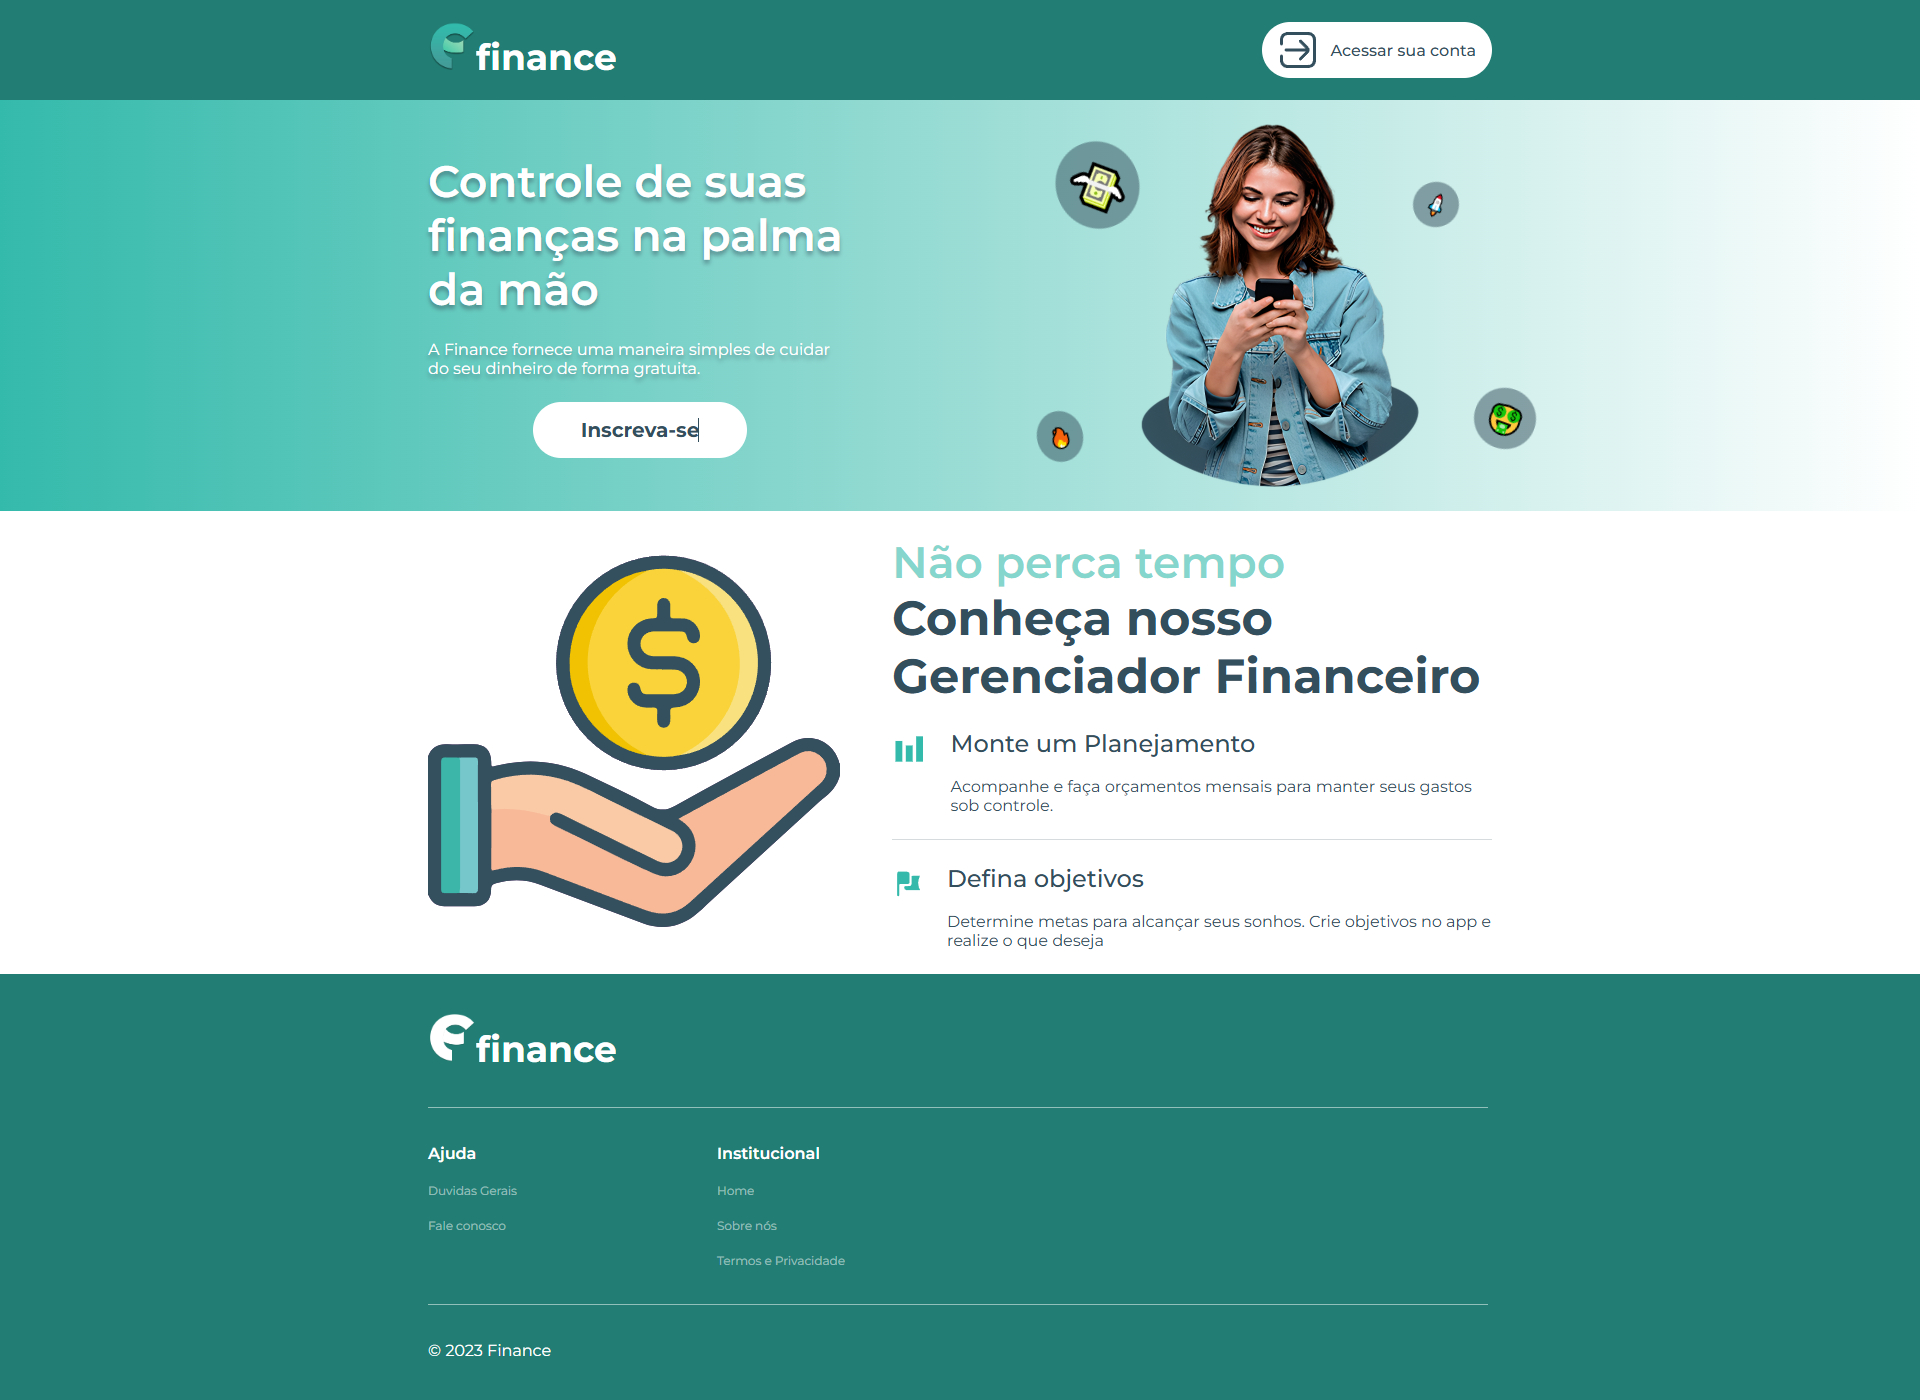 finance
Acessar sua conta
Controle de suas
finanças na palma
da mão
A Finance fornece uma maneira simples de cuidar
do seu dinheiro de forma gratuita.
Inscreva-se
Não perca tempo
Conheça nosso
Gerenciador Financeiro
Monte um Planejamento
Acompanhe e faça orçamentos mensais para manter seus gastos
sob controle.
Defina objetivos
Determine metas para alcançar seus sonhos. Crie objetivos no app e
realize o que deseja
finance
Ajuda
Duvidas Gerais
Fale conosco
Institucional
Home
Sobre nós
Termos e Privacidade
© 2023 Finance